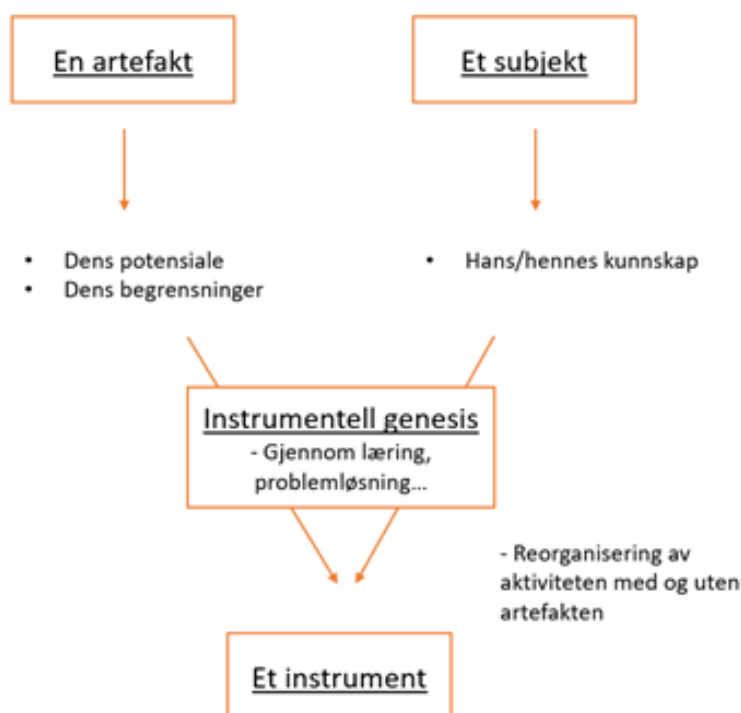 En artefakt
Et subjekt
• Dens potensiale
• Dens begrensninger
• Hans/hennes kunnskap
Instrumentell genesis
- Gjennom læring,
problemløsning...
- Reorganisering av
aktiviteten med og uten
artefakten
Et instrument